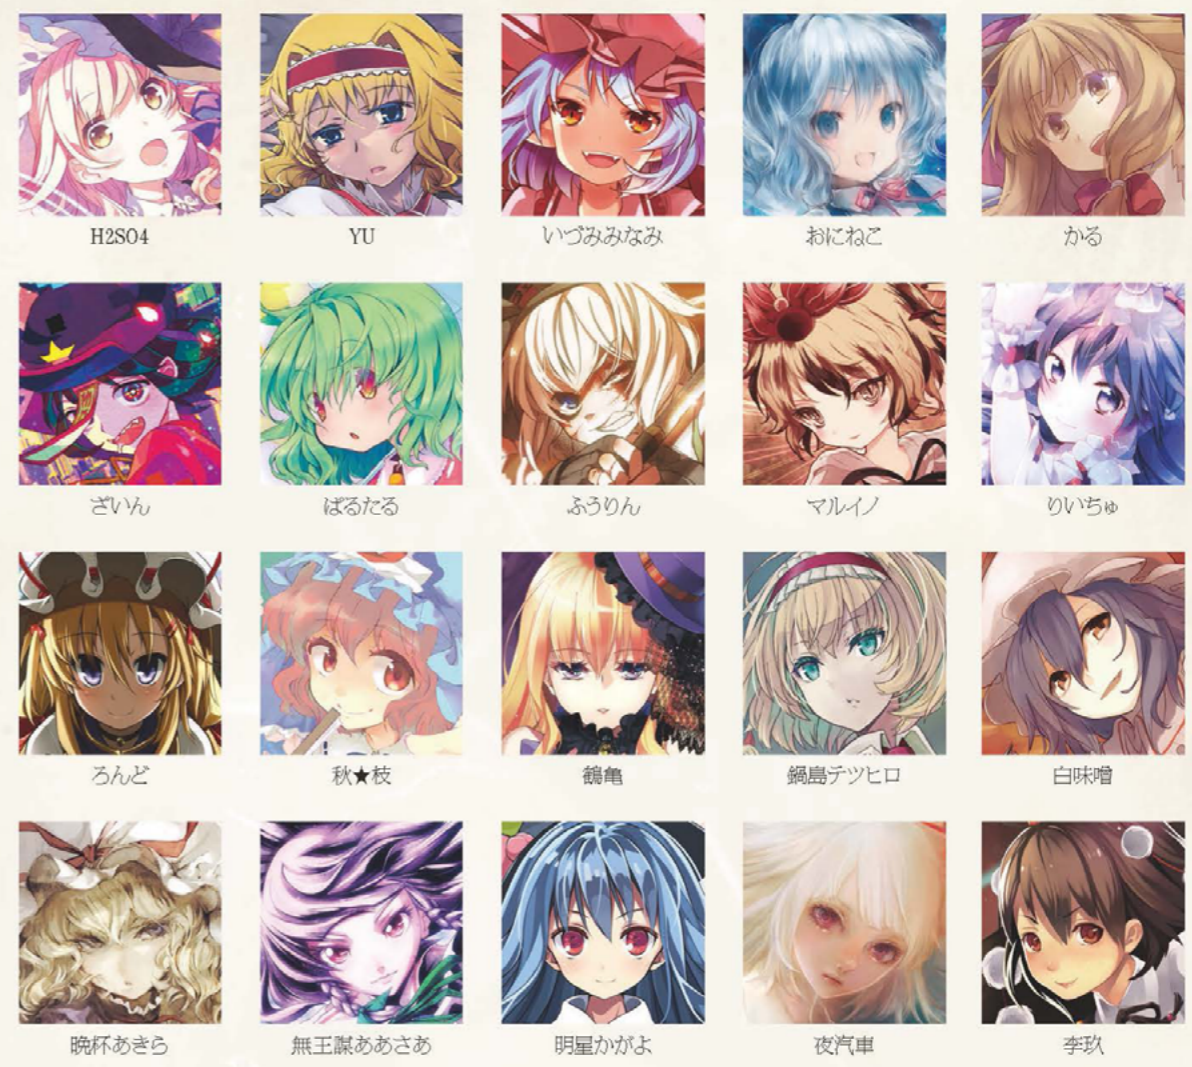 H2SO4
YU
いづみみなみ
おにねこ
かる
ざいん
ぱるたる
ふうりん
マルイノ
りいちゅ
ろんど
秋★枝
鶴亀
鍋島テツヒロ
白味噌
晩杯あきら
無王謀ああさあ
明星かがよ
夜汽車
李玖